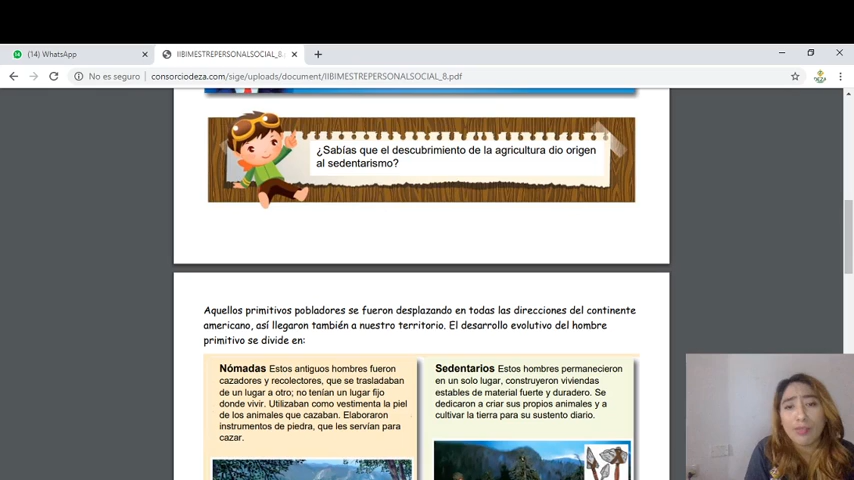 (14) WhatsApp
IIBIMESTREPERSONALSOCIAL_8.
No es seguro
consorciodeza.com/sige/uploads/document/IIBIMESTREPERSONALSOCIAL_8.pdf
¿Sabías que el descubrimiento de la agricultura dio origen
al sedentarismo?
Aquellos primitivos pobladores se fueron desplazando en todas las direcciones del continente
americano, así llegaron también a nuestro territorio. El desarrollo evolutivo del hombre
primitivo se divide en:
Nómadas Estos antiguos hombres fueron
cazadores y recolectores, que se trasladaban
de un lugar a otro; no tenían un lugar fijo
donde vivir. Utilizaban como vestimenta la piel
de los animales que cazaban. Elaboraron
instrumentos de piedra, que les servían para
cazar.
Sedentarios Estos hombres permanecieron
en un solo lugar, construyeron viviendas
estables de material fuerte y duradero. Se
dedicaron a criar sus propios animales y a
cultivar la tierra para su sustento diario.